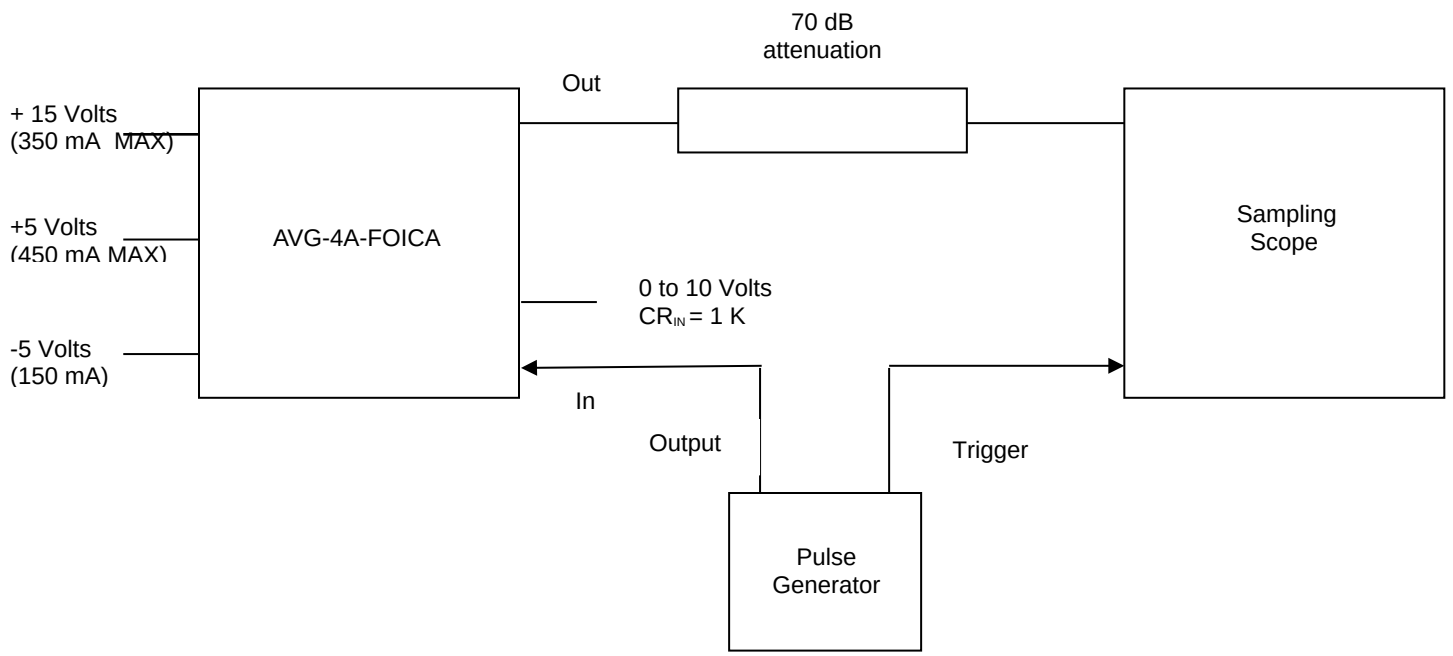 70 dB
attenuation
Out
+ 15 Volts
(350 mA MAX)
+5 Volts
(450 mA MAX)
-5 Volts
(150 mA)
AVG-4A-FOICA
Sampling
Scope
0 to 10 Volts
CRIN = 1 K
In
Output
Trigger
Pulse
Generator